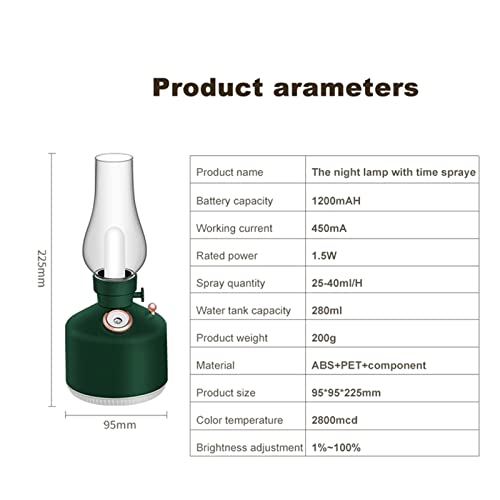 Product arameters
225mm
95mm
Product name The night lamp with time spraye
Battery capacity 1200mAH
Working current 450mA
Rated power 1.5W
Spray quantity 25-40ml/H
Water tank capacity 280ml
Product weight 200g
Material ABS+PET+component
Product size 95*95*225mm
Color temperature 2800mcd
Brightness adjustment 1%~100%